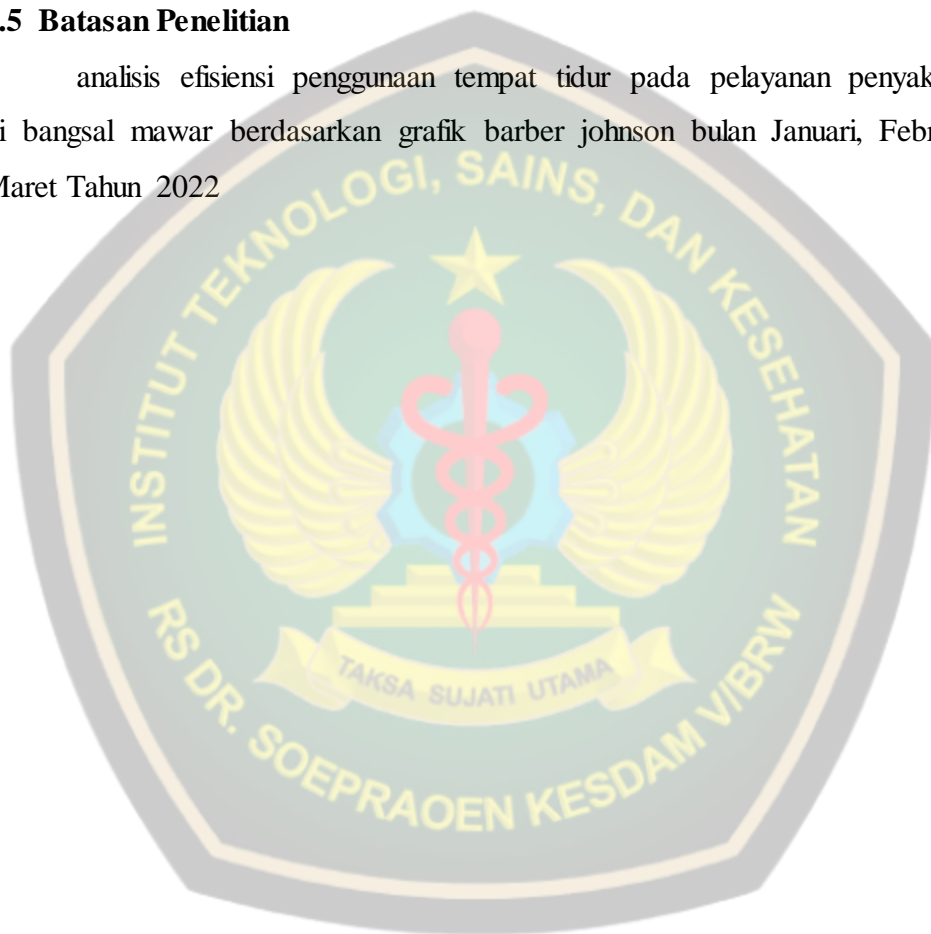 .5 Batasan Penelitian
analisis efisiensi penggunaan tempat tidur pada pelayanan penyak
i bangsal mawar berdasarkan grafik barber johnson bulan Januari, Febr
Maret Tahun 2022
INSTITUT TEKNOLOGI, SAINS, DAN KESEHATAN
TAKSA SUJATI UTAMA
RS DR. SOEPRAOEN KESDAM V/BRW